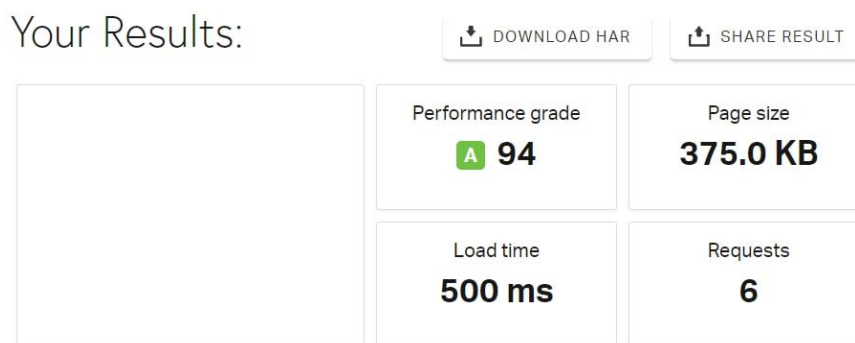 Your Results:
DOWNLOAD HAR
SHARE RESULT
Performance grade
A 94
Page size
375.0 KB
Load time
500 ms
Requests
6